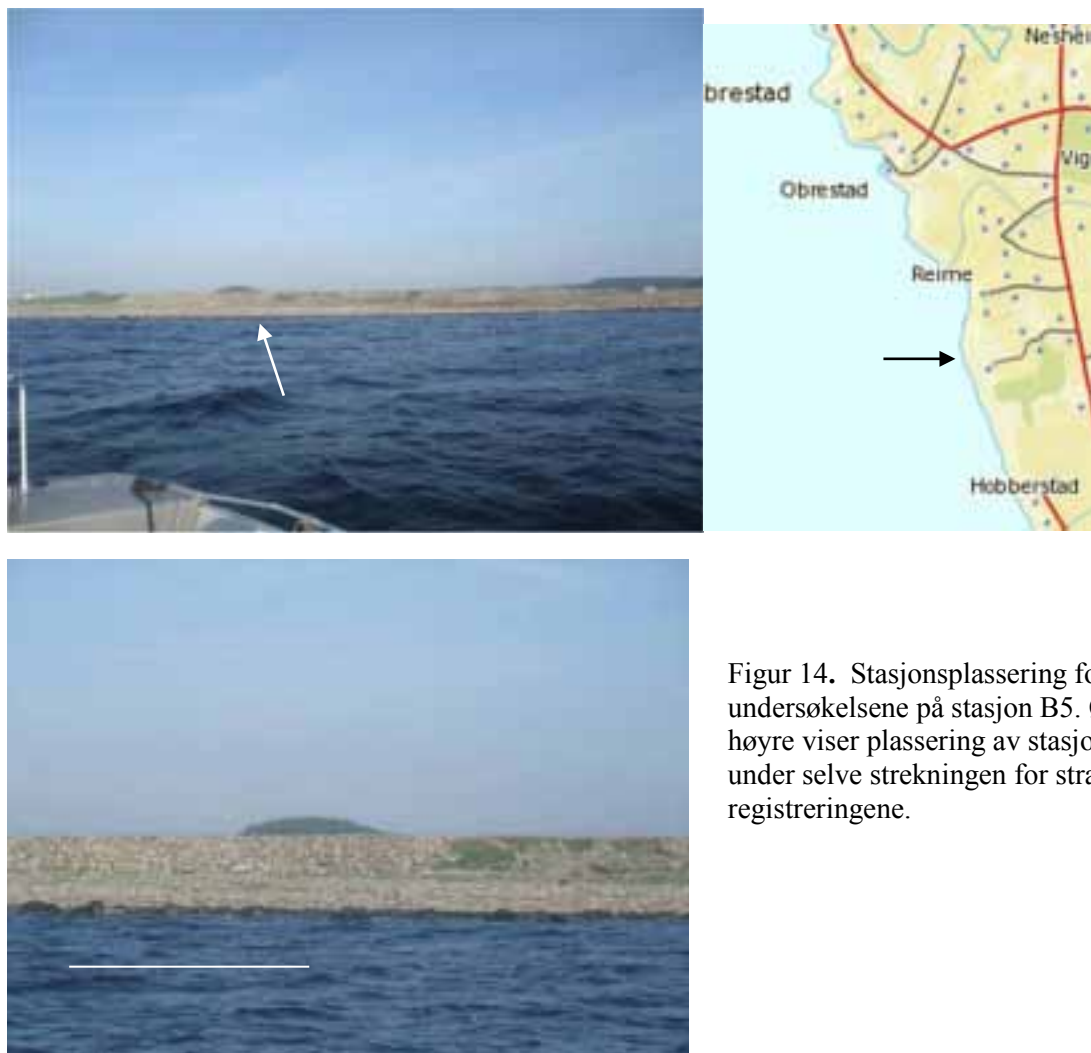 Neshei
brestad
Vig
Obrestad
Reime
Hobberstad
Figur 14. Stasjonsplassering fo
undersøkelsene på stasjon B5.
høyre viser plassering av stasjo
under selve strekningen for stra
registreringene.